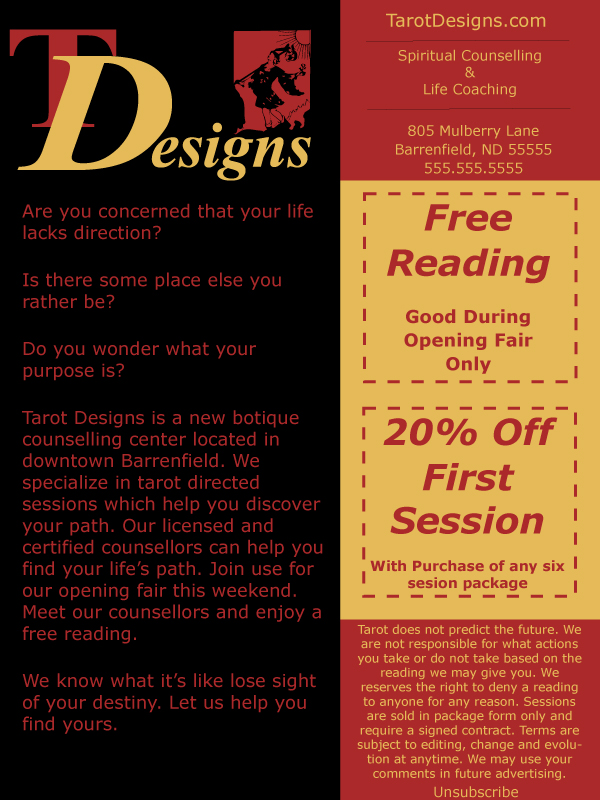 T
Designs
Are you concerned that your life
lacks direction?
Is there some place else you
rather be?
Do you wonder what your
purpose is?
Tarot Designs is a new botique
counselling center located in
downtown Barrenfield. We
specialize in tarot directed
sessions which help you discover
your path. Our licensed and
certified counsellors can help you
find your life’s path. Join use for
our opening fair this weekend.
Meet our counsellors and enjoy a
free reading.
We know what it’s like lose sight
of your destiny. Let us help you
find yours.
TarotDesigns.com
Spiritual Counselling
&
Life Coaching
805 Mulberry Lane
Barrenfield, ND 55555
555.555.5555
Free
Reading
Good During
Opening Fair
Only
20% Off
First
Session
With Purchase of any six
sesion package
Tarot does not predict the future. We
are not responsible for what actions
you take or do not take based on the
reading we may give you. We
reserves the right to deny a reading
to anyone for any reason. Sessions
are sold in package form only and
require a signed contract. Terms are
subject to editing, change and evolu-
tion at anytime. We may use your
comments in future advertising.
Unsubscribe